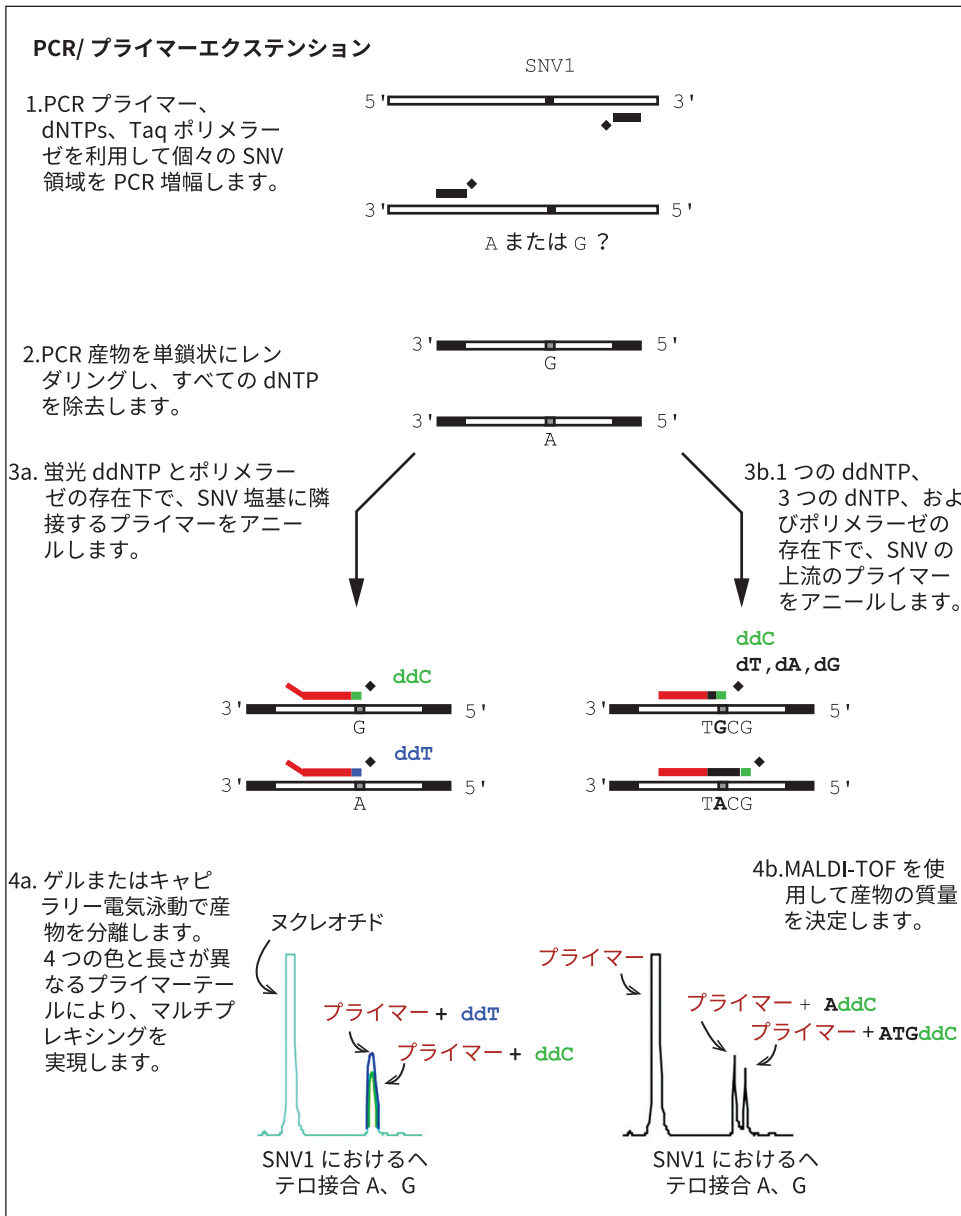 PCR/ プライマーエクステンション
SNV1
1.PCR プライマー、
dNTPs、Taq ポリメラー
ゼを利用して個々の SNV
領域を PCR 増幅します。
5' 3'
3' 5'
A または G ?
2.PCR 産物を単鎖状にレン
ダリングし、すべての dNTP
を除去します。
3' 5'
G
3' 5'
A
3a. 蛍光 ddNTP とポリメラー
ゼの存在下で、SNV 塩基に隣
接するプライマーをアニー
ルします。
3b.1 つの ddNTP、
3 つの dNTP、およ
びポリメラーゼの
存在下で、SNV の
上流のプライマー
をアニールします。
ddC
3' 5'
G
ddT
3' 5'
A
ddC
dT,dA,dG
3' 5'
TGCG
3' 5'
TACG
4a. ゲルまたはキャピ
ラリー電気泳動で産
物を分離します。
4 つの色と長さが異
なるプライマーテー
ルにより、マルチプ
レキシングを
実現します。
ヌクレオチド
プライマー + ddT
プライマー + ddC
SNV1 におけるヘ
テロ接合 A、G
4b.MALDI-TOF を使
用して産物の質量
を決定します。
プライマー
プライマー + AddC
プライマー + ATGddC
SNV1 におけるヘ
テロ接合 A、G